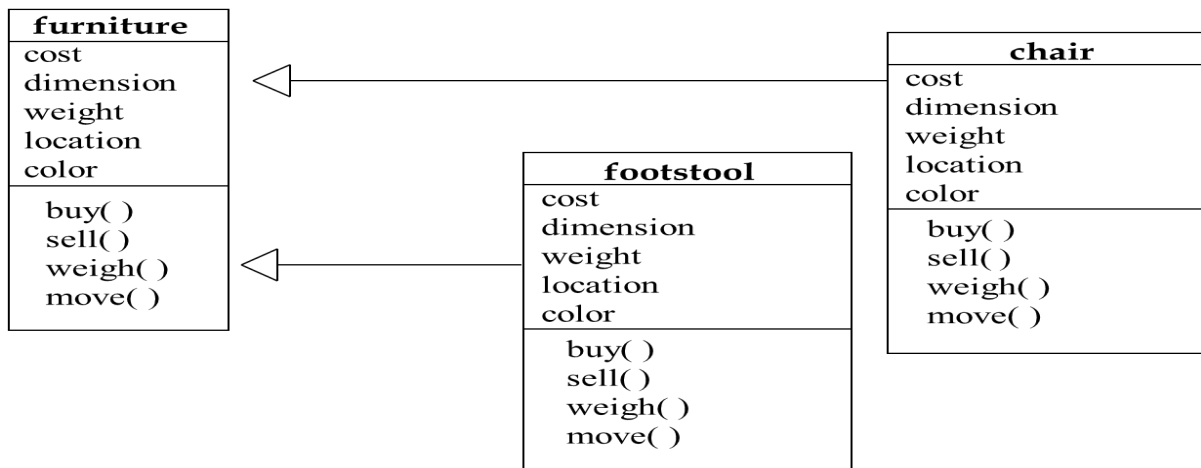 furniture
cost
dimension
weight
location
color
buy( )
sell( )
weigh( )
move( )
footstool
cost
dimension
weight
location
color
buy( )
sell( )
weigh( )
move( )
chair
cost
dimension
weight
location
color
buy( )
sell( )
weigh( )
move( )